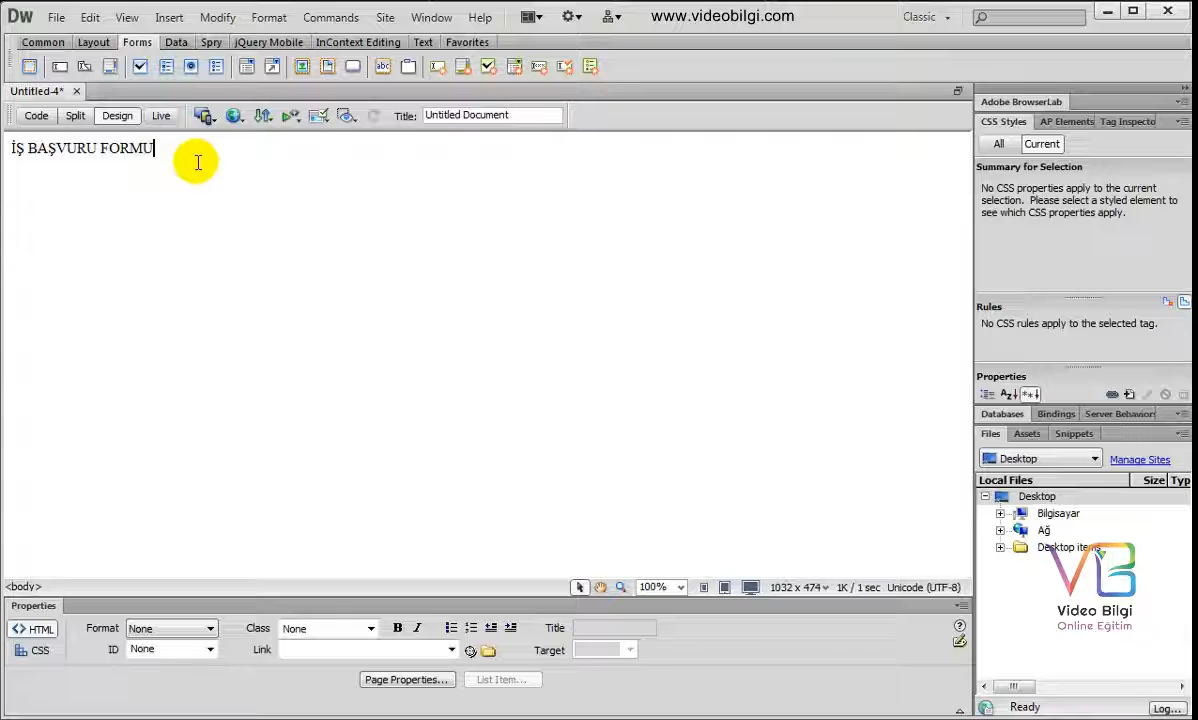 Dw File Edit View Insert Modify Format Commands Site Window Help www.videobilgi.com Classic
Common Layout Forms Data Spry jQuery Mobile InContext Editing Text Favorites
Untitled-4*
Code Split Design Live Title: Untitled Document
İŞ BAŞVURU FORMU
Adobe BrowserLab
CSS Styles AP Elements Tag Inspecto
All Current
Summary for Selection
No CSS properties apply to the current
selection. Please select a styled element to
see which CSS properties apply.
Rules
No CSS rules apply to the selected tag.
Properties
Databases Bindings Server Behaviors
Files Assets Snippets
Desktop Manage Sites
Local Files Size Typ
Desktop
Bilgisayar
Ağ
Desktop items
Video Bilgi
Online Eğitim
<body> 100% 1032 x 474 1K / 1 sec Unicode (UTF-8)
Properties
<> HTML Format None Class None B I Title
CSS ID None Link Target
Page Properties... List Item...
Ready Log...